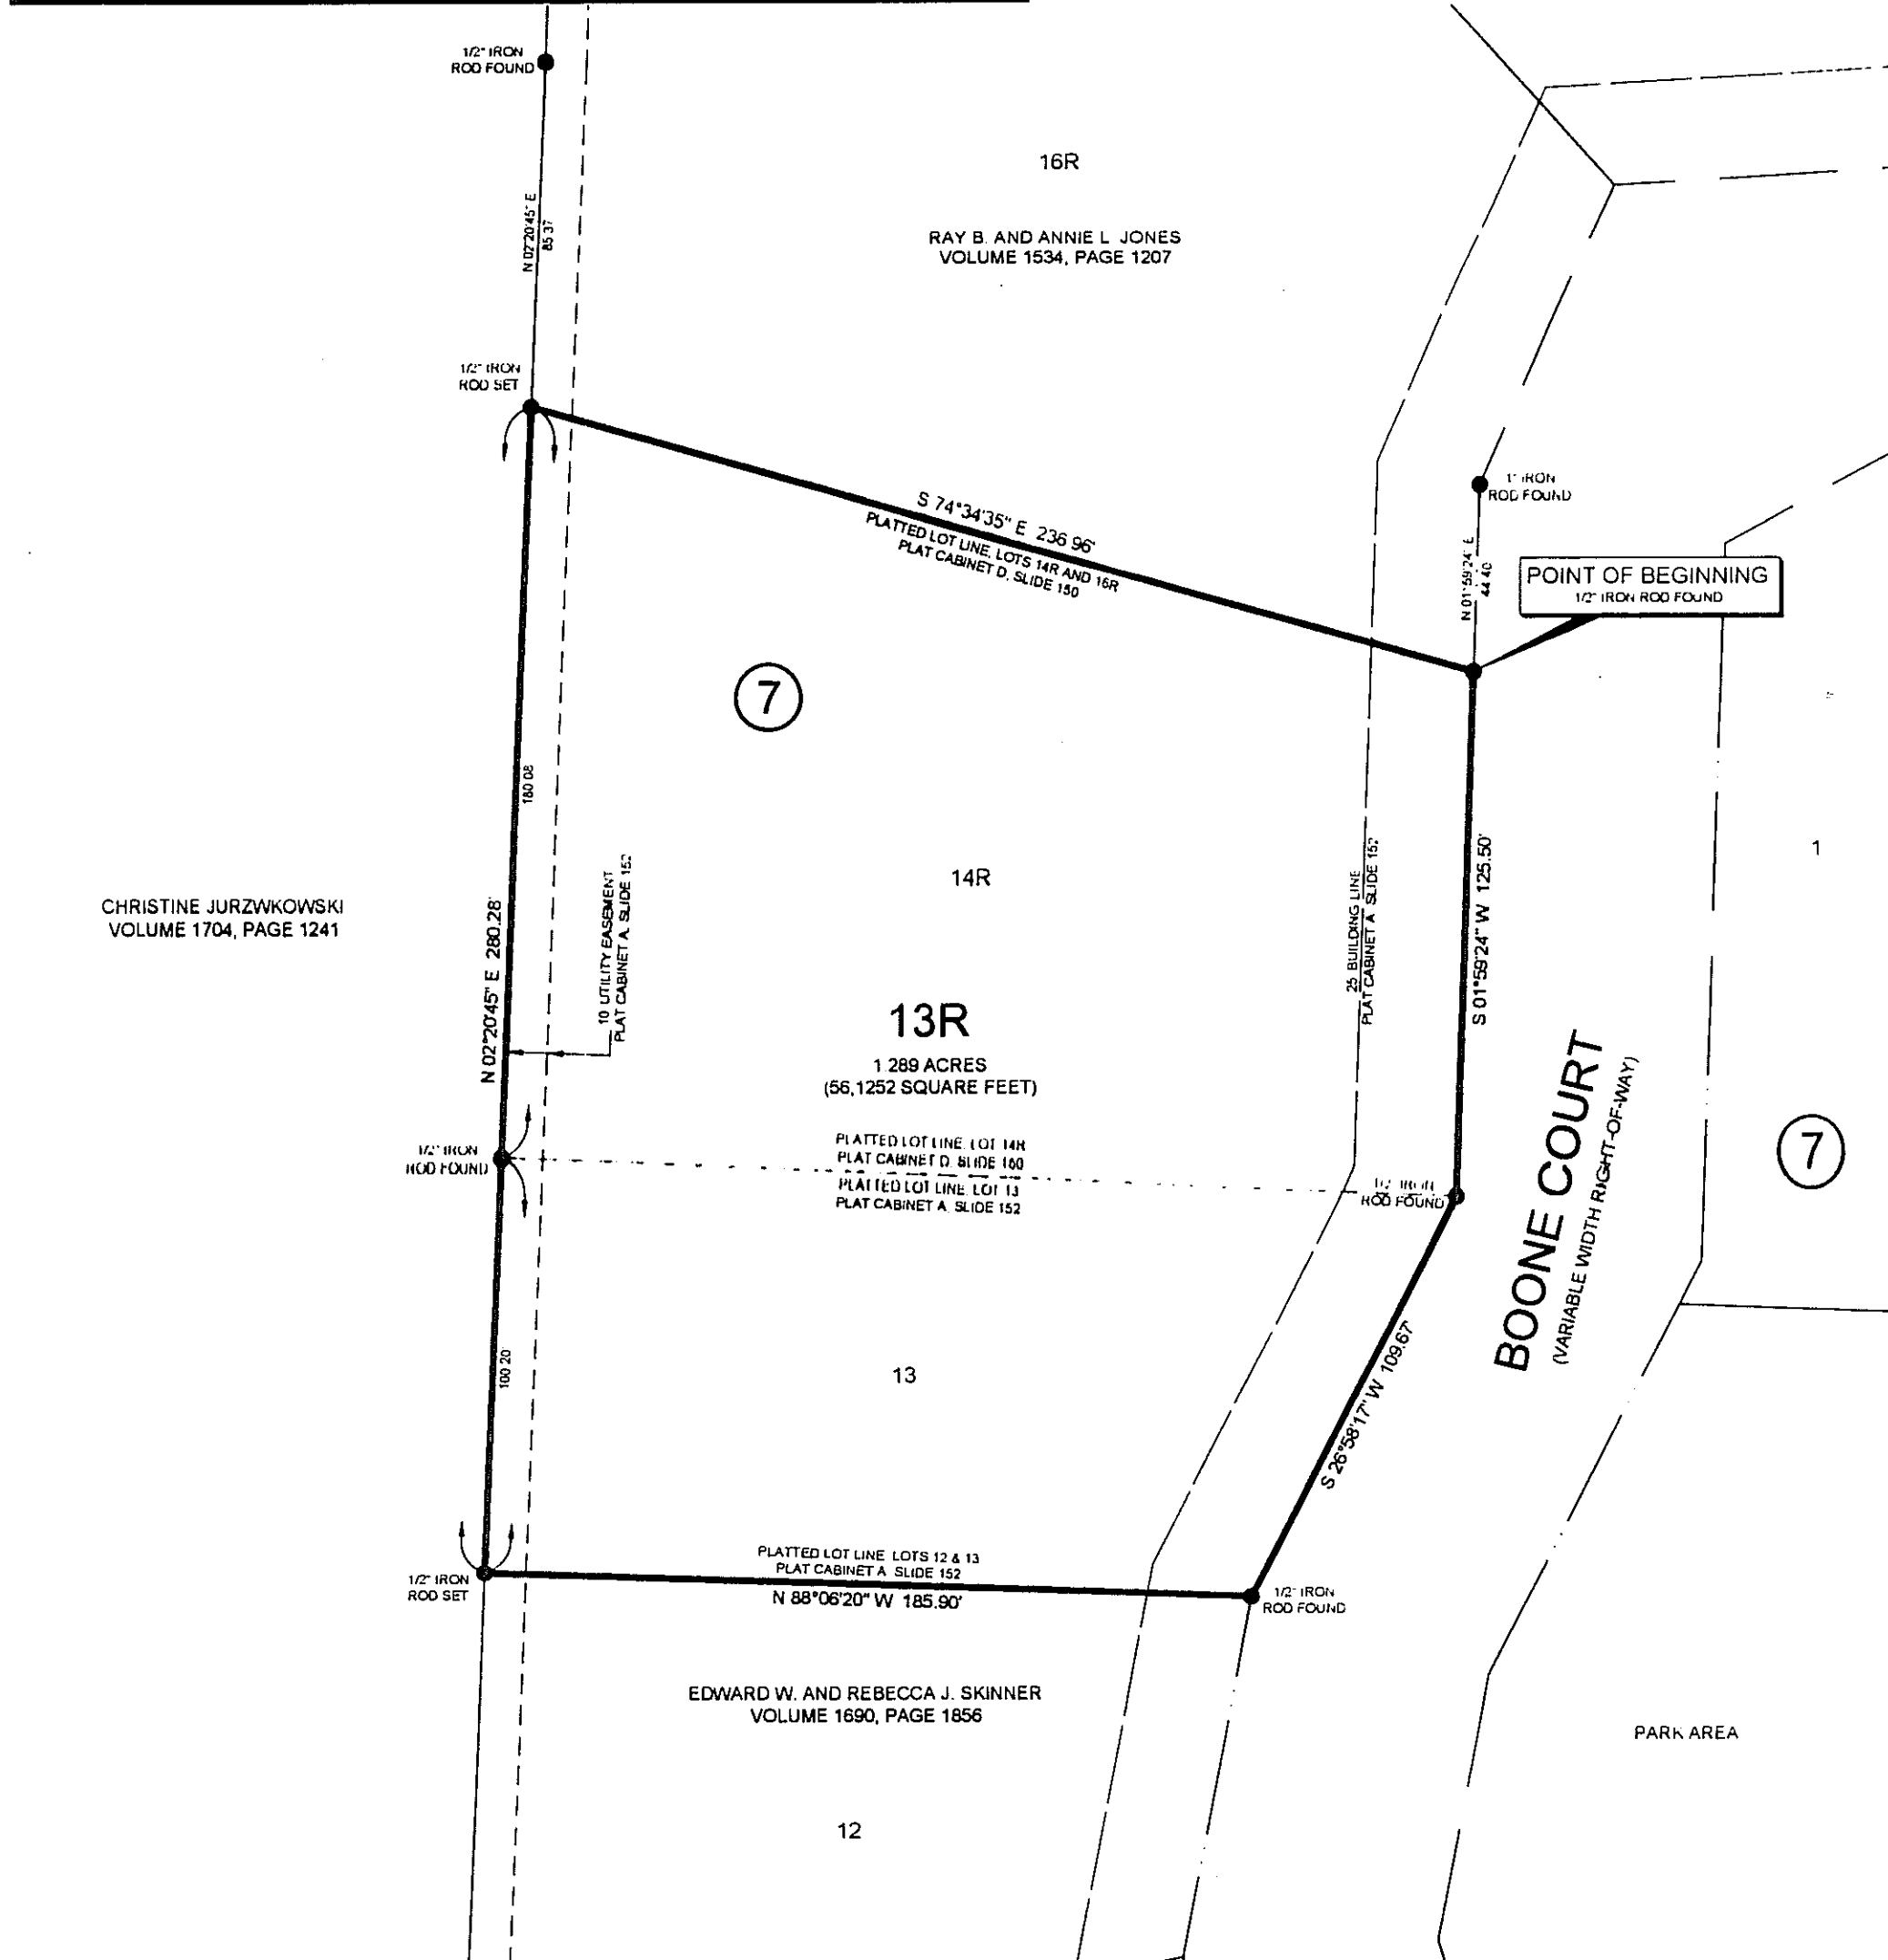 1/2" IRON
ROD FOUND
16R
N 02°20'45" E
85.37
RAY B. AND ANNIE L. JONES
VOLUME 1534, PAGE 1207
1/2" IRON
ROD SET
1" IRON
ROD FOUND
S 74°34'35" E 236.96'
PLATTED LOT LINE, LOTS 14R AND 16R
PLAT CABINET D, SLIDE 150
N 01°59'24" E
44.40
POINT OF BEGINNING
1/2" IRON ROD FOUND
7
180.08
14R
1
25 BUILDING LINE
PLAT CABINET A SLIDE 152
S 01°59'24" W 125.50'
CHRISTINE JURZWKOWSKI
VOLUME 1704, PAGE 1241
N 02°20'45" E 280.28'
10 UTILITY EASEMENT
PLAT CABINET A, SLIDE 152
13R
1.289 ACRES
(56,1252 SQUARE FEET)
BOONE COURT
(VARIABLE WIDTH RIGHT-OF-WAY)
7
1/2" IRON
ROD FOUND
PLATTED LOT LINE, LOT 14R
PLAT CABINET D, SLIDE
PLATTED LOT LINE, LOT 13
PLAT CABINET A, SLIDE 152
1/2" IRON
ROD FOUND
100.20
13
S 26°58'17" W 109.67'
1/2" IRON
ROD SET
PLATTED LOT LINE LOTS 12 & 13
PLAT CABINET A SLIDE 152
N 88°06'20" W 185.90'
1/2" IRON
ROD FOUND
EDWARD W. AND REBECCA J. SKINNER
VOLUME 1690, PAGE 1856
PARK AREA
12